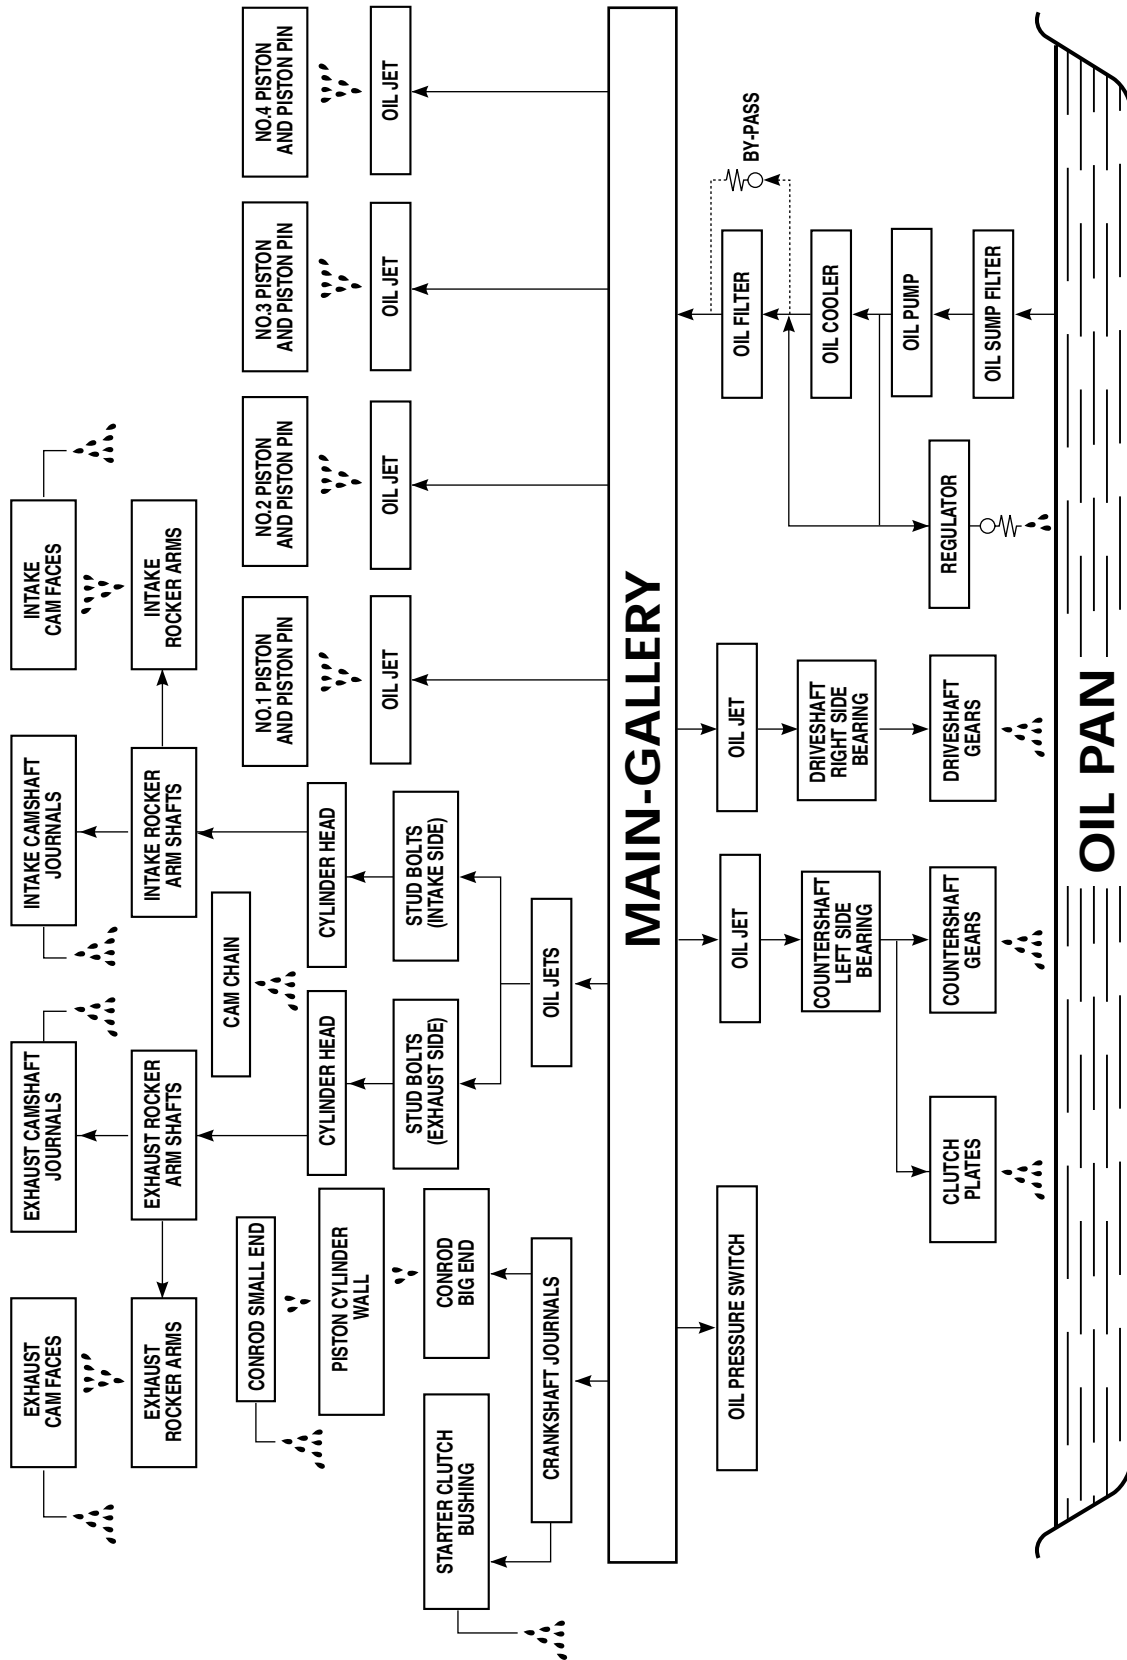 EXHAUST
CAM FACES
EXHAUST CAMSHAFT
JOURNALS
INTAKE CAMSHAFT
JOURNALS
INTAKE
CAM FACES
EXHAUST
ROCKER ARMS
EXHAUST ROCKER
ARM SHAFTS
INTAKE ROCKER
ARM SHAFTS
INTAKE
ROCKER ARMS
CAM CHAIN
CONROD SMALL END
NO.1 PISTON
AND PISTON PIN
NO.2 PISTON
AND PISTON PIN
NO.3 PISTON
AND PISTON PIN
NO.4 PISTON
AND PISTON PIN
PISTON CYLINDER
WALL
CYLINDER HEAD
CYLINDER HEAD
OIL JET
OIL JET
OIL JET
OIL JET
STARTER CLUTCH
BUSHING
CONROD
BIG END
STUD BOLTS
(EXHAUST SIDE)
STUD BOLTS
(INTAKE SIDE)
CRANKSHAFT JOURNALS
OIL JETS
MAIN-GALLERY
OIL PRESSURE SWITCH
OIL JET
OIL JET
OIL FILTER
BY-PASS
COUNTERSHAFT
LEFT SIDE
BEARING
DRIVESHAFT
RIGHT SIDE
BEARING
OIL COOLER
CLUTCH
PLATES
COUNTERSHAFT
GEARS
DRIVESHAFT
GEARS
REGULATOR
OIL PUMP
OIL SUMP FILTER
OIL PAN